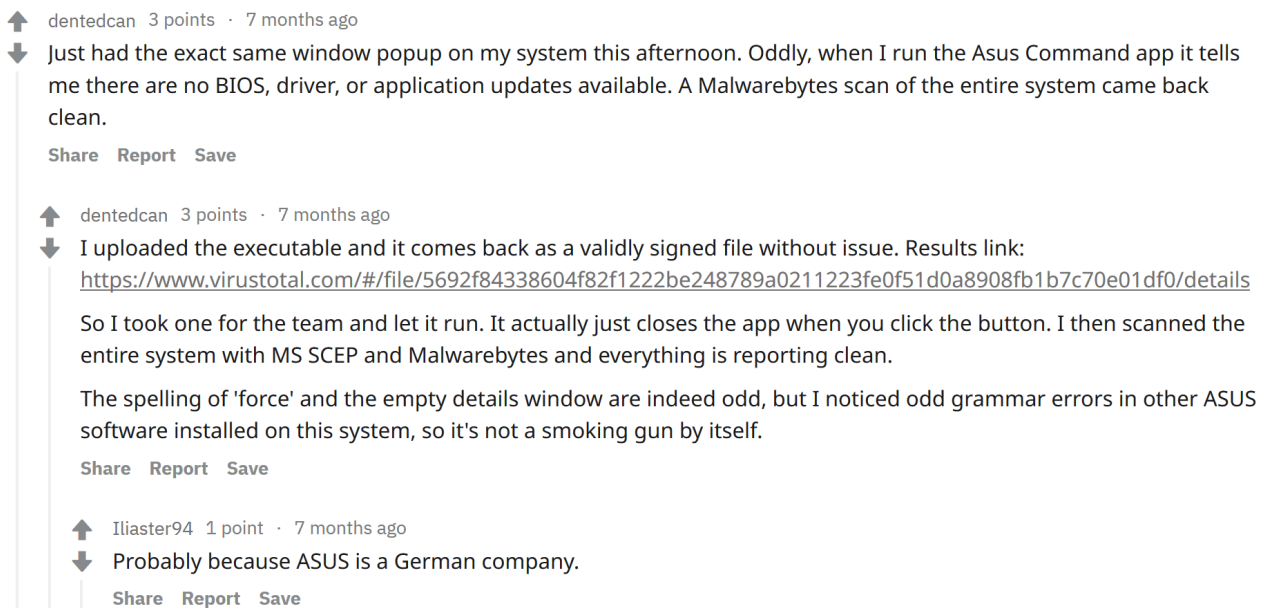 dentedcan 3 points · 7 months ago
Just had the exact same window popup on my system this afternoon. Oddly, when I run the Asus Command app it tells
me there are no BIOS, driver, or application updates available. A Malwarebytes scan of the entire system came back
clean.
Share Report Save
dentedcan 3 points · 7 months ago
I uploaded the executable and it comes back as a validly signed file without issue. Results link:
https://www.virustotal.com/#/file/5692f84338604f82f1222be248789a0211223fe0f51d0a8908fb1b7c70e01df0/details
So I took one for the team and let it run. It actually just closes the app when you click the button. I then scanned the
entire system with MS SCEP and Malwarebytes and everything is reporting clean.
The spelling of 'force' and the empty details window are indeed odd, but I noticed odd grammar errors in other ASUS
software installed on this system, so it's not a smoking gun by itself.
Share Report Save
Iliaster94 1 point · 7 months ago
Probably because ASUS is a German company.
Share Report Save